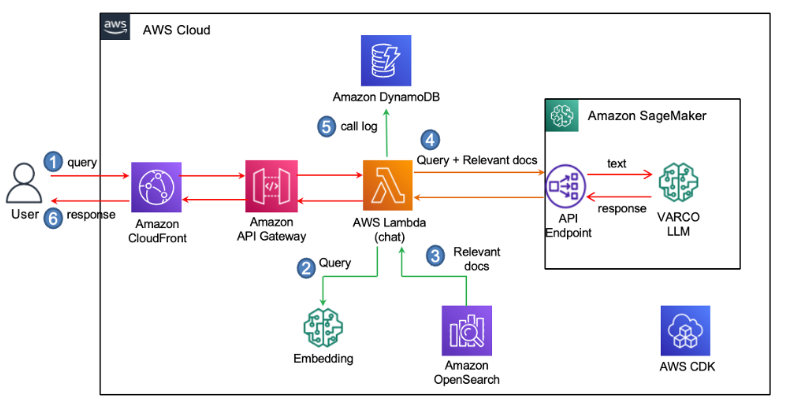 aws
AWS Cloud
Amazon DynamoDB
Amazon SageMaker
5 call log
4
Query + Relevant docs
1 query
text
User
6 response
Amazon
CloudFront
Amazon
API Gateway
AWS Lambda
(chat)
API
Endpoint
response
VARCO
LLM
2 Query
3 Relevant
docs
Embedding
Amazon
OpenSearch
AWS CDK